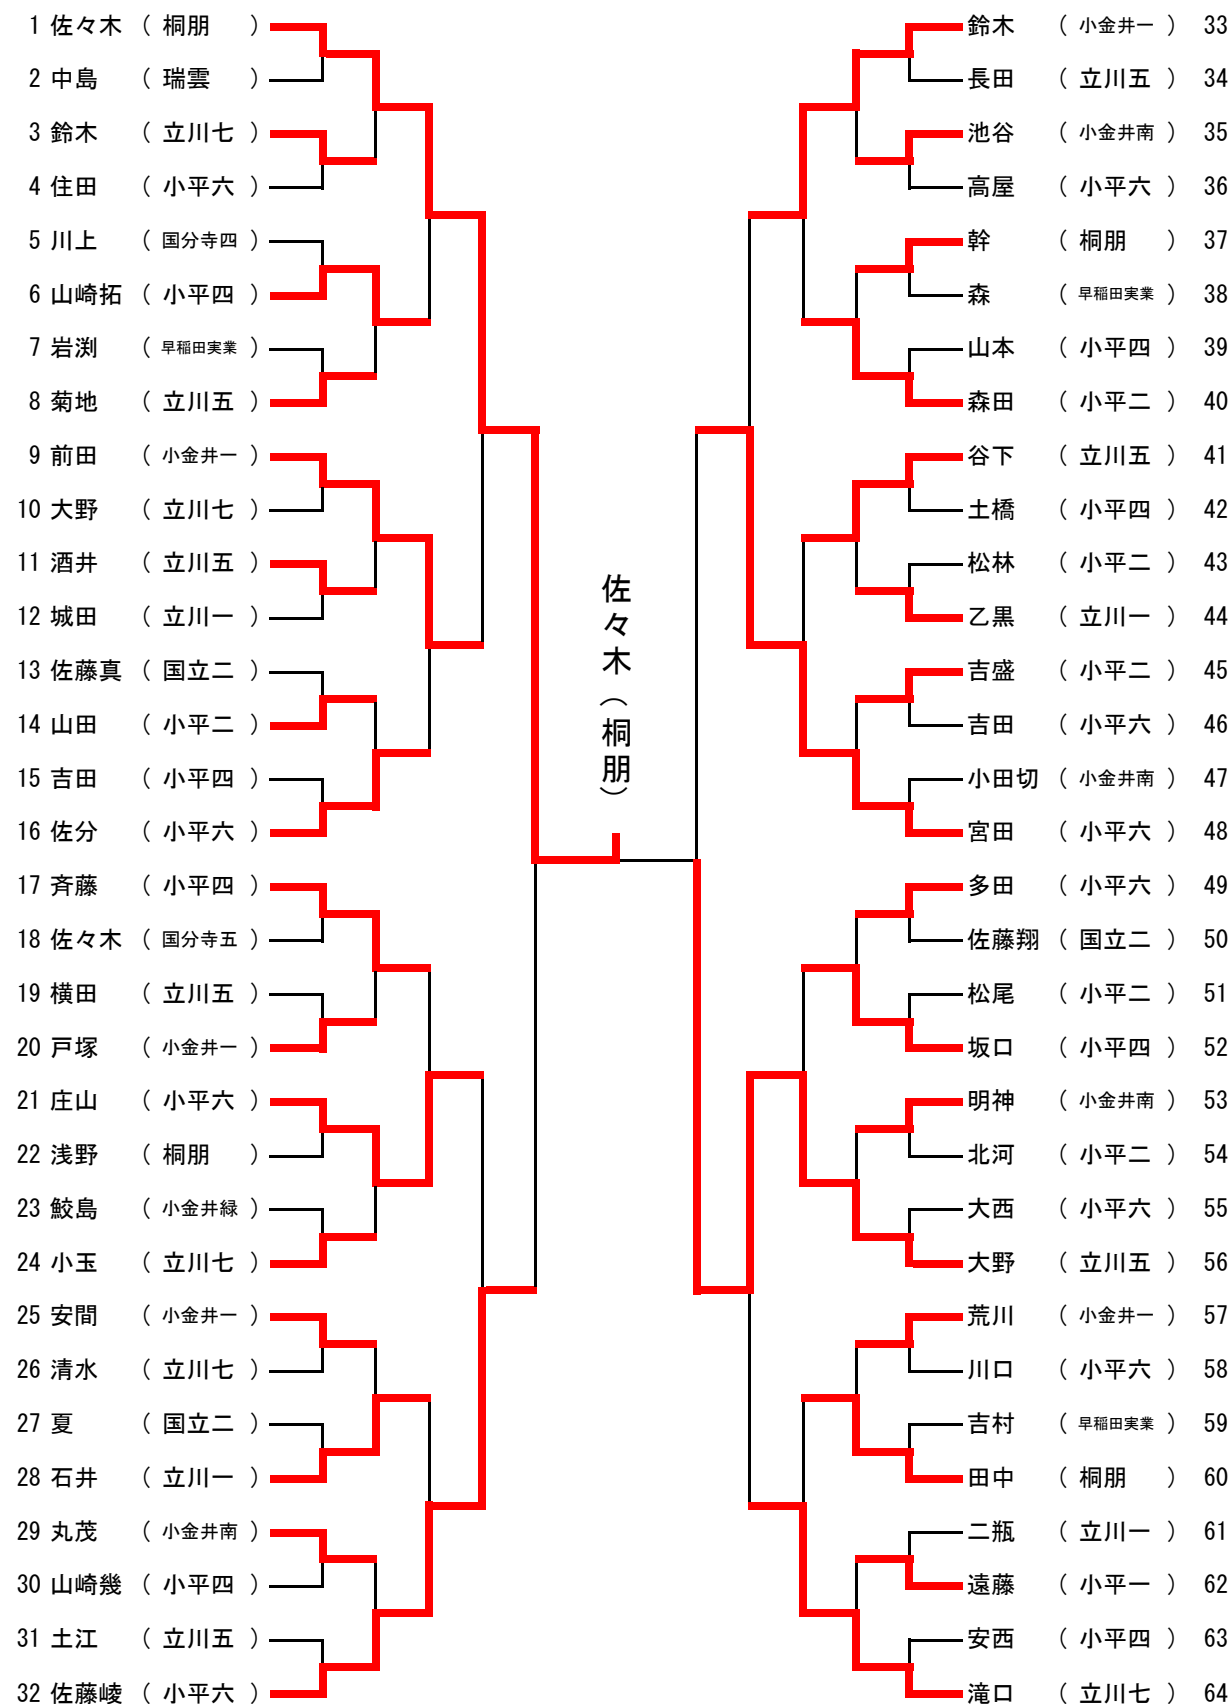 1 佐々木 （ 桐朋 ）
2 中島 （ 瑞雲 ）
3 鈴木 （ 立川七 ）
4 住田 （ 小平六 ）
5 川上 （ 国分寺四 ）
6 山崎拓 （ 小平四 ）
7 岩渕 （ 早稲田実業 ）
8 菊地 （ 立川五 ）
9 前田 （ 小金井一 ）
10 大野 （ 立川七 ）
11 酒井 （ 立川五 ）
12 城田 （ 立川一 ）
13 佐藤真 （ 国立二 ）
14 山田 （ 小平二 ）
15 吉田 （ 小平四 ）
16 佐分 （ 小平六 ）
17 斉藤 （ 小平四 ）
18 佐々木 （ 国分寺五 ）
19 横田 （ 立川五 ）
20 戸塚 （ 小金井一 ）
21 庄山 （ 小平六 ）
22 浅野 （ 桐朋 ）
23 鮫島 （ 小金井緑 ）
24 小玉 （ 立川七 ）
25 安間 （ 小金井一 ）
26 清水 （ 立川七 ）
27 夏 （ 国立二 ）
28 石井 （ 立川一 ）
29 丸茂 （ 小金井南 ）
30 山崎幾 （ 小平四 ）
31 土江 （ 立川五 ）
32 佐藤崚 （ 小平六 ）
佐々木（桐朋）
鈴木 （ 小金井一 ） 33
長田 （ 立川五 ） 34
池谷 （ 小金井南 ） 35
高屋 （ 小平六 ） 36
幹 （ 桐朋 ） 37
森 （ 早稲田実業 ） 38
山本 （ 小平四 ） 39
森田 （ 小平二 ） 40
谷下 （ 立川五 ） 41
土橋 （ 小平四 ） 42
松林 （ 小平二 ） 43
乙黒 （ 立川一 ） 44
吉盛 （ 小平二 ） 45
吉田 （ 小平六 ） 46
小田切 （ 小金井南 ） 47
宮田 （ 小平六 ） 48
多田 （ 小平六 ） 49
佐藤翔 （ 国立二 ） 50
松尾 （ 小平二 ） 51
坂口 （ 小平四 ） 52
明神 （ 小金井南 ） 53
北河 （ 小平二 ） 54
大西 （ 小平六 ） 55
大野 （ 立川五 ） 56
荒川 （ 小金井一 ） 57
川口 （ 小平六 ） 58
吉村 （ 早稲田実業 ） 59
田中 （ 桐朋 ） 60
二瓶 （ 立川一 ） 61
遠藤 （ 小平一 ） 62
安西 （ 小平四 ） 63
滝口 （ 立川七 ） 64